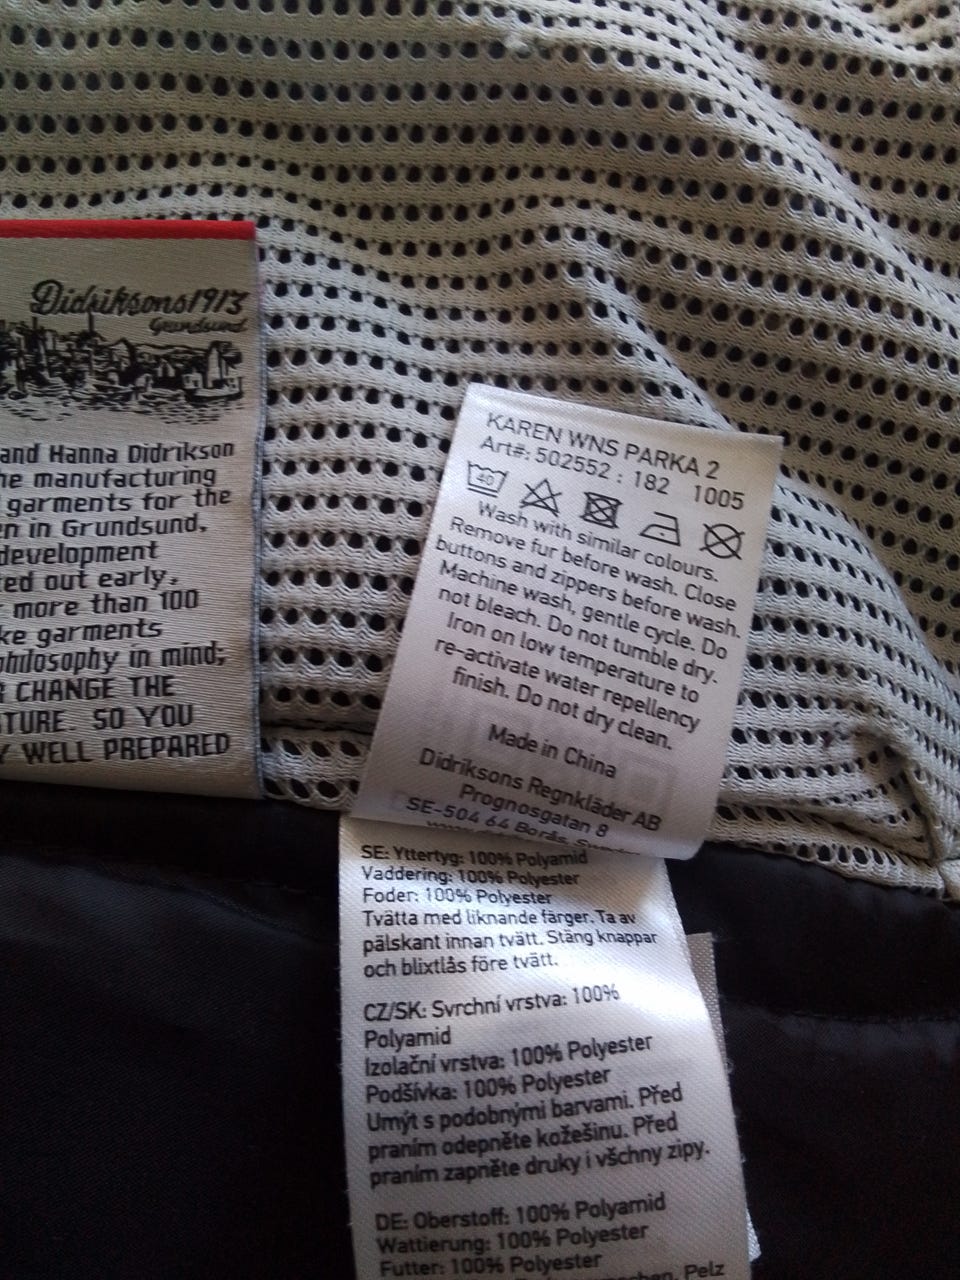 Didriksons1913
Grundsund
and Hanna Didrikson
he manufacturing
garments for the
en in Grundsund.
development
ted out early.
r more than 100
ke garments
philosophy in mind;
R CHANGE THE
TURE. SO YOU
Y WELL PREPARED
KAREN WNS PARKA 2
Art#: 502552 : 182 1005
40
Wash with similar colours.
Remove fur before wash. Close
buttons and zippers before wash.
Machine wash, gentle cycle. Do
not bleach. Do not tumble dry.
Iron on low temperature to
re-activate water repellency
finish. Do not dry clean.
Made in China
Didriksons Regnkläder AB
Prognosgatan 8
SE-504 64 Borås, Sweden
SE: Yttertyg: 100% Polyamid
Vaddering: 100% Polyester
Foder: 100% Polyester
Tvätta med liknande färger. Ta av
pälskant innan tvätt. Stäng knappar
och blixtlås före tvätt.
CZ/SK: Svrchní vrstva: 100%
Polyamid
Izolační vrstva: 100% Polyester
Podšívka: 100% Polyester
Umýt s podobnými barvami. Před
praním odepněte kožešinu. Před
praním zapněte druky i všchny zipy.
DE: Oberstoff: 100% Polyamid
Wattierung: 100% Polyester
Futter: 100% Polyester
Pelz